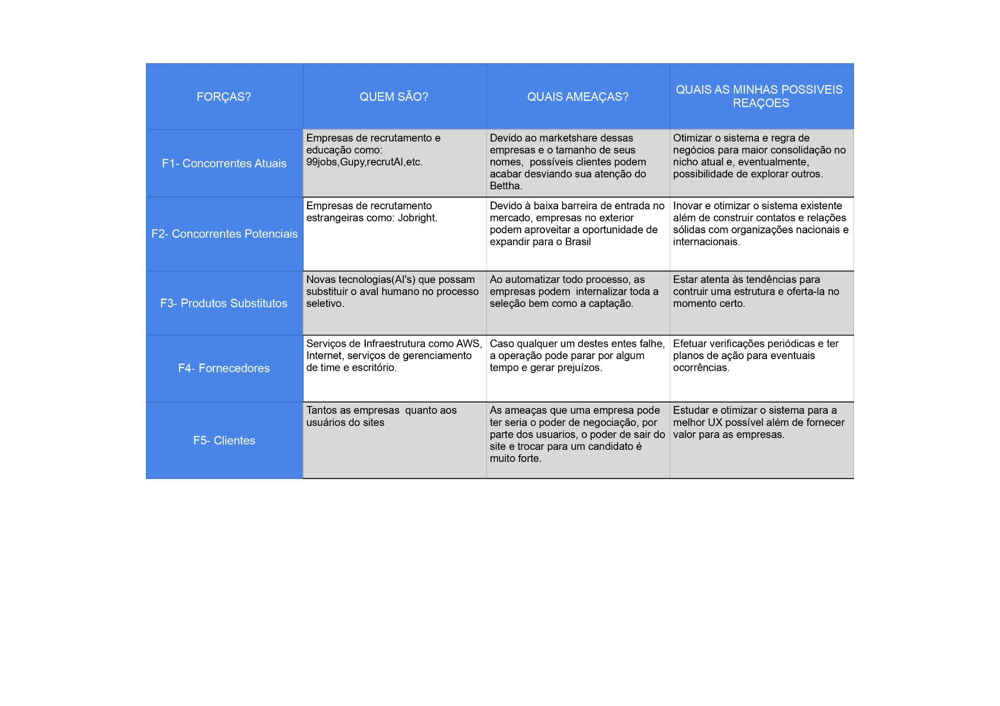 FORÇAS?
QUEM SÃO?
QUAIS AMEAÇAS?
QUAIS AS MINHAS POSSIVEIS
REAÇOES
F1- Concorrentes Atuais
Empresas de recrutamento e
educação como:
99jobs,Gupy,recrutAI,etc.
Devido ao marketshare dessas
empresas e o tamanho de seus
nomes,  possíveis clientes podem
acabar desviando sua atenção do
Bettha.
Otimizar o sistema e regra de
negócios para maior consolidação no
nicho atual e, eventualmente,
possibilidade de explorar outros.
F2- Concorrentes Potenciais
Empresas de recrutamento
estrangeiras como: Jobright.
Devido à baixa barreira de entrada no
mercado, empresas no exterior
podem aproveitar a oportunidade de
expandir para o Brasil
Inovar e otimizar o sistema existente
além de construir contatos e relações
sólidas com organizações nacionais e
internacionais.
F3- Produtos Substitutos
Novas tecnologias(AI's) que possam
substituir o aval humano no processo
seletivo.
Ao automatizar todo processo, as
empresas podem  internalizar toda a
seleção bem como a captação.
Estar atenta às tendências para
contruir uma estrutura e oferta-la no
momento certo.
F4- Fornecedores
Serviços de Infraestrutura como AWS,
Internet, serviços de gerenciamento
de time e escritório.
Caso qualquer um destes entes falhe,
a operação pode parar por algum
tempo e gerar prejuízos.
Efetuar verificações periódicas e ter
planos de ação para eventuais
ocorrências.
F5- Clientes
Tantos as empresas  quanto aos
usuários do sites
As ameaças que uma empresa pode
ter seria o poder de negociação, por
parte dos usuarios, o poder de sair do
site e trocar para um candidato é
muito forte.
Estudar e otimizar o sistema para a
melhor UX possível além de fornecer
valor para as empresas.